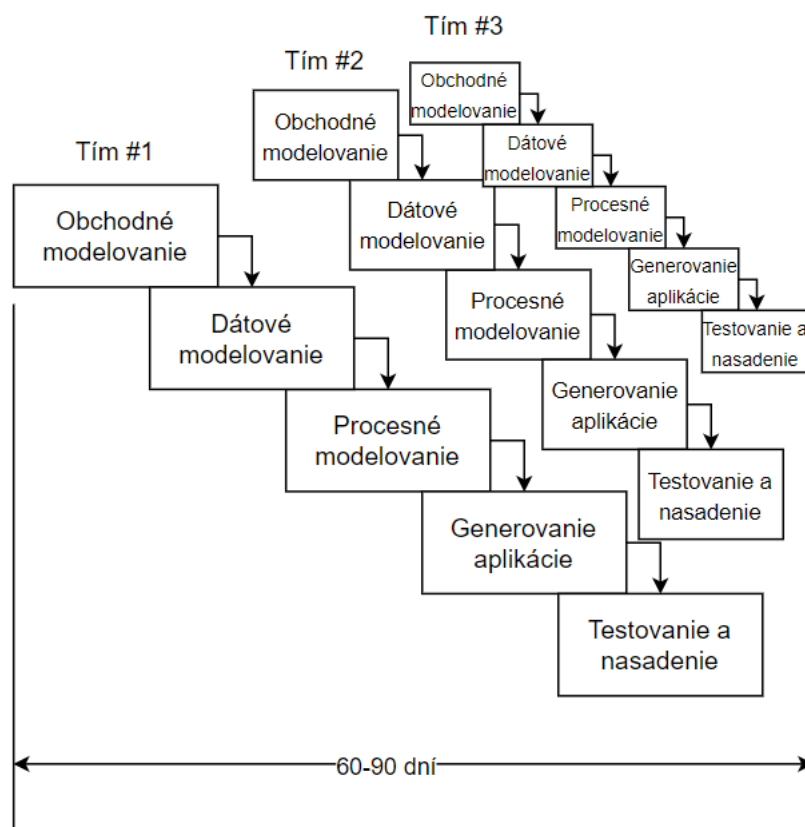 Tím #1
Obchodné
modelovanie
Dátové
modelovanie
Procesné
modelovanie
Generovanie
aplikácie
Testovanie a
nasadenie
Tím #2
Obchodné
modelovanie
Dátové
modelovanie
Procesné
modelovanie
Generovanie
aplikácie
Testovanie a
nasadenie
Tím #3
Obchodné
modelovanie
Dátové
modelovanie
Procesné
modelovanie
Generovanie
aplikácie
Testovanie a
nasadenie
60-90 dní